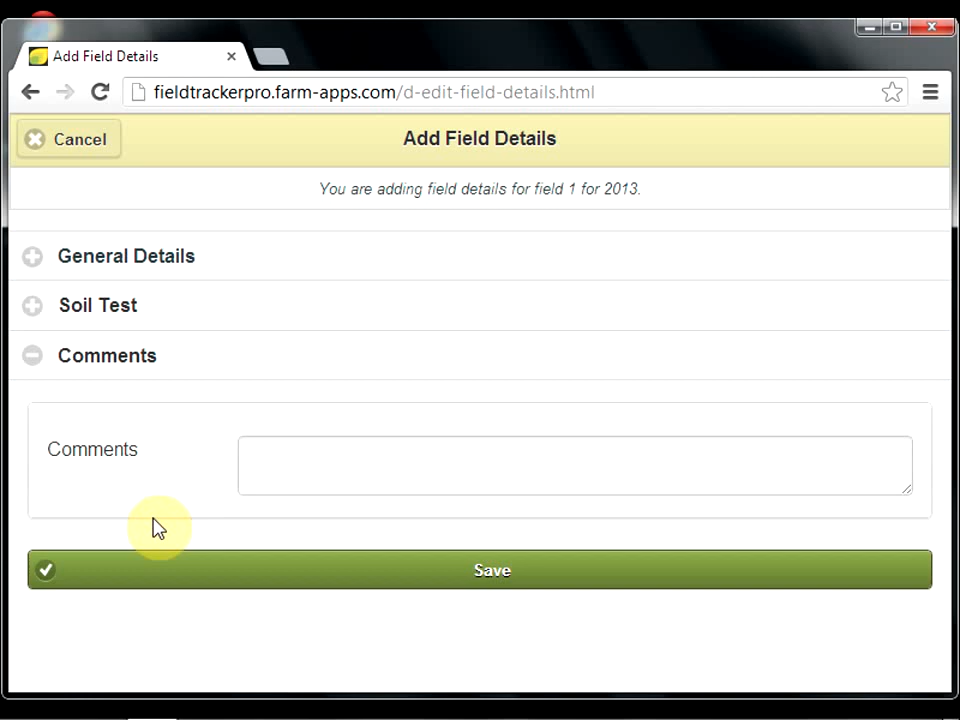 Add Field Details
fieldtrackerpro.farm-apps.com/d-edit-field-details.html
Cancel
Add Field Details
You are adding field details for field 1 for 2013.
General Details
Soil Test
Comments
Comments
Save